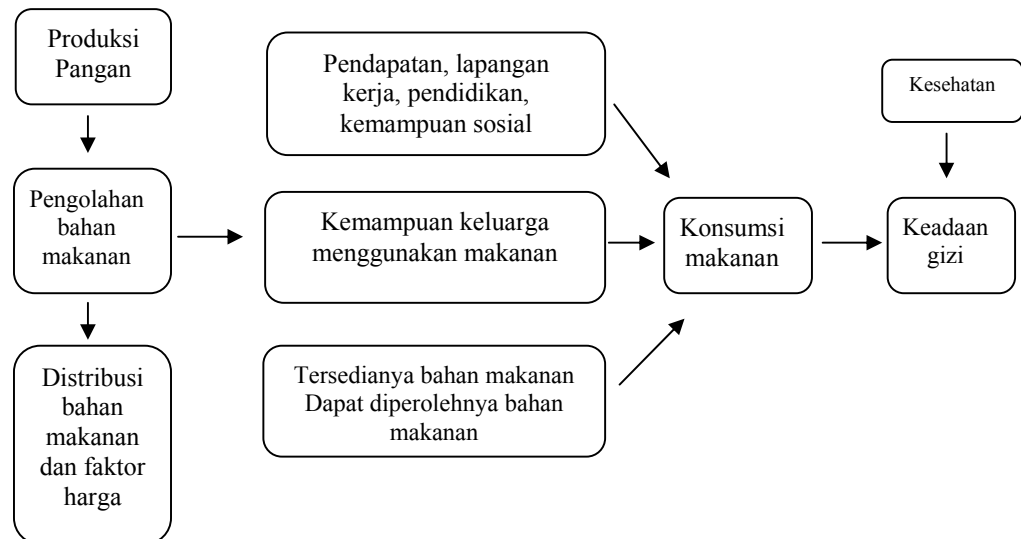 Produksi
Pangan
Pendapatan, lapangan
kerja, pendidikan,
kemampuan sosial
Kesehatan
Pengolahan
bahan
makanan
Kemampuan keluarga
menggunakan makanan
Konsumsi
makanan
Keadaan
gizi
Distribusi
bahan
makanan
dan faktor
harga
Tersedianya bahan makanan
Dapat diperolehnya bahan
makanan